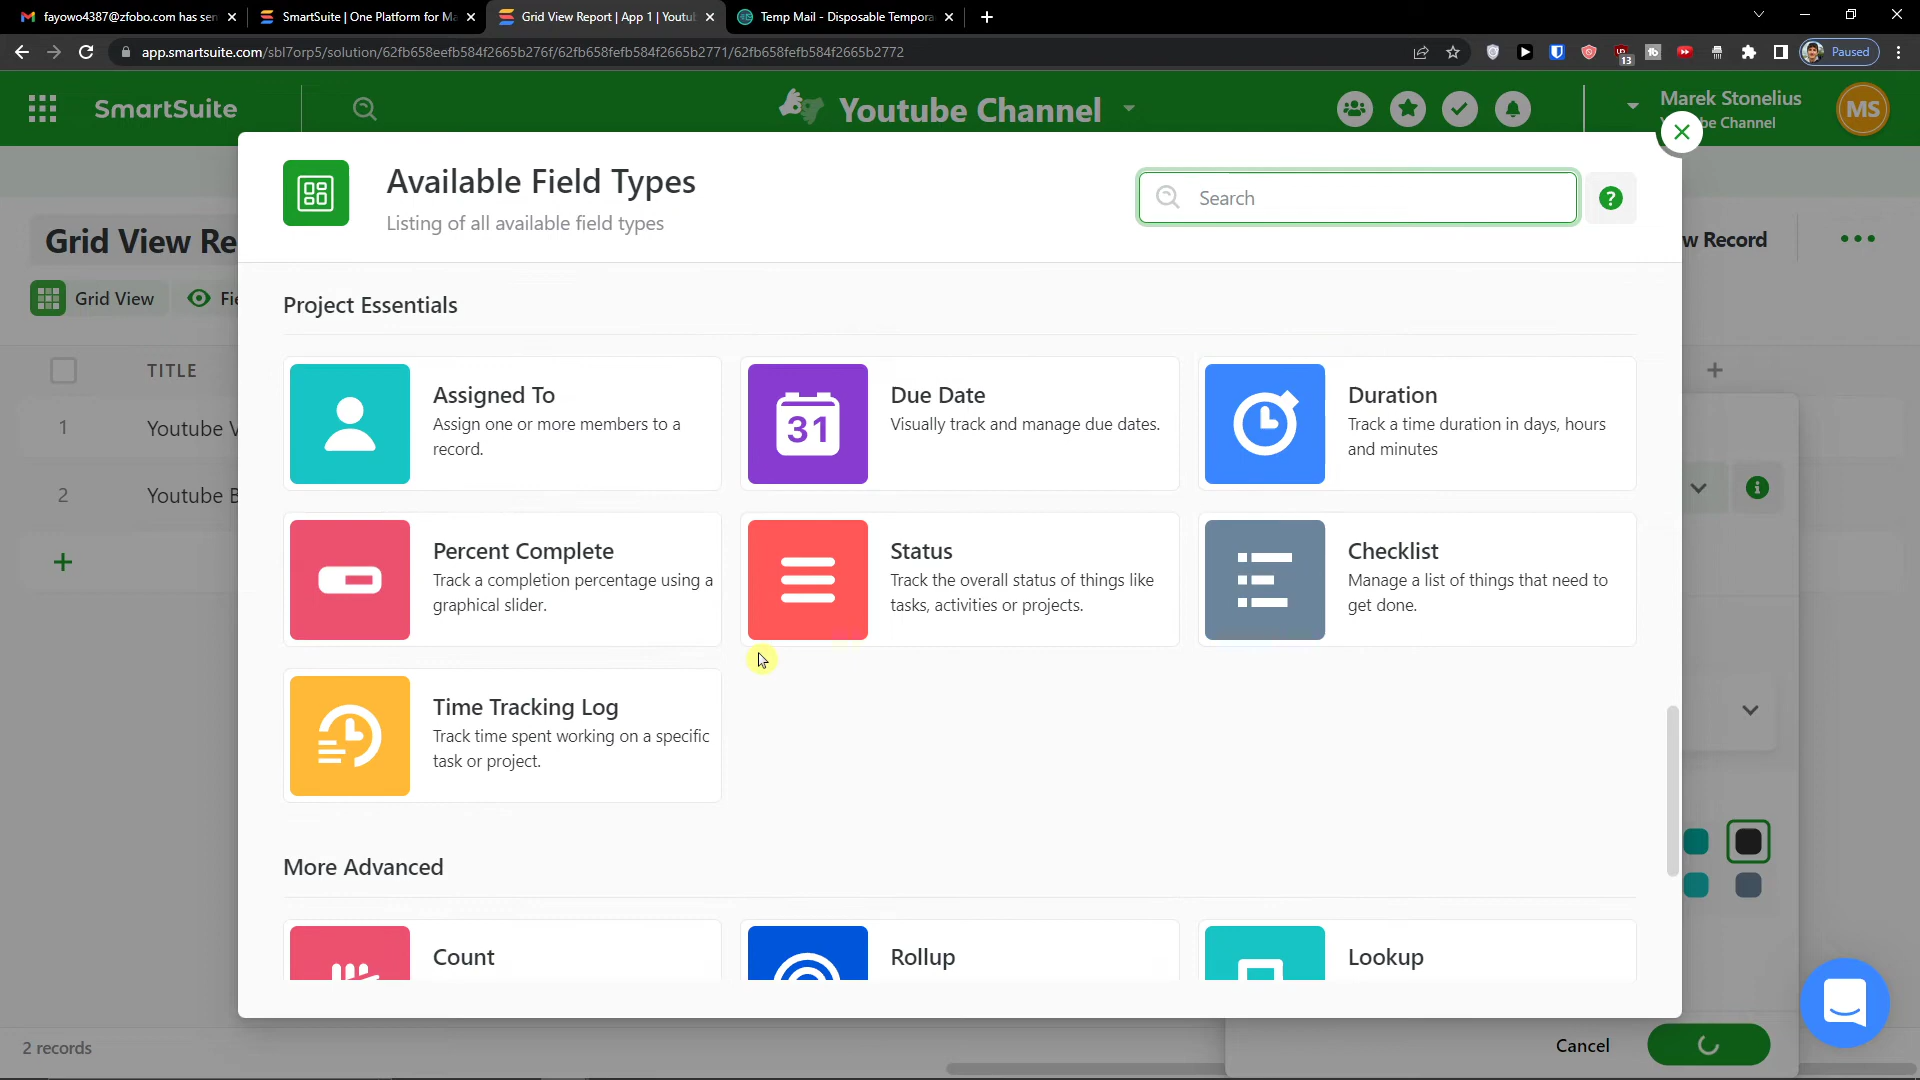 fayowo4387@zfobo.com has sen
SmartSuite | One Platform for Ma
Grid View Report | App 1 | Youtub
Temp Mail - Disposable Tempora
app.smartsuite.com/sbl7orp5/solution/62fb658eefb584f2665b276f/62fb658fefb584f2665b2771/62fb658fefb584f2665b2772
13
Paused
SmartSuite
Youtube Channel
Marek Stonelius
be Channel
MS
Available Field Types
Listing of all available field types
Search
?
Grid View Re
w Record
Grid View
Fie
Project Essentials
TITLE
Assigned To
Assign one or more members to a
record.
31
Due Date
Visually track and manage due dates.
Duration
Track a time duration in days, hours
and minutes
1
Youtube V
2
Youtube B
Percent Complete
Track a completion percentage using a
graphical slider.
Status
Track the overall status of things like
tasks, activities or projects.
Checklist
Manage a list of things that need to
get done.
Time Tracking Log
Track time spent working on a specific
task or project.
More Advanced
Count
Rollup
Lookup
2 records
Cancel